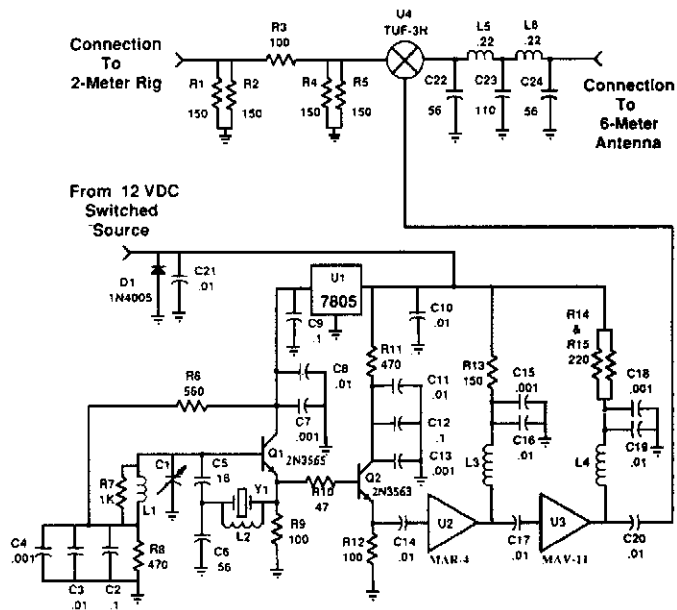 U4
TUF-3H
Connection
To
2-Meter Rig
R3
100
L5
.22
L6
.22
R1
150
R2
150
R4
150
R5
150
C22
56
C23
110
C24
56
Connection
To
6-Meter
Antenna
From 12 VDC
Switched
Source
D1
1N4005
C21
.01
U1
7805
C9
.1
C10
.01
R14
&
R15
220
R6
560
C8
.01
C7
.001
R11
470
C11
.01
C12
.1
C13
.001
R13
150
C15
.001
C16
.01
C18
.001
C19
.01
Q1
2N3565
Q2
2N3563
R7
1K
L1
C1
C5
18
Y1
L2
R10
47
L3
L4
C4
.001
C3
.01
C2
.1
R8
470
C6
56
R9
100
R12
100
C14
.01
U2
MAR-4
C17
.01
U3
MAV-11
C20
.01